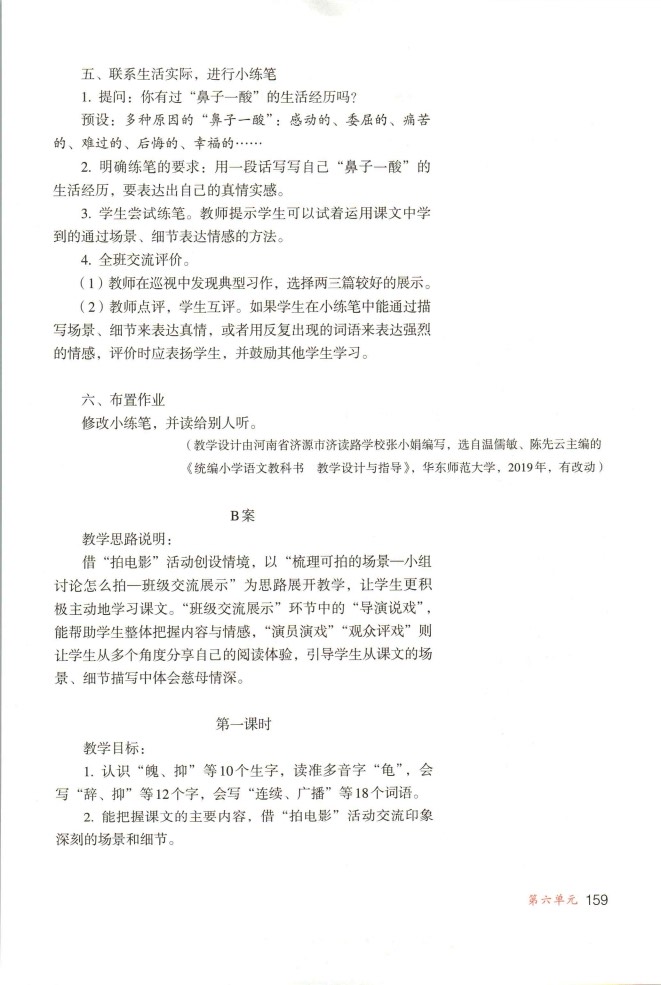 五、联系生活实际，进行小练笔
1. 提问：你有过“鼻子一酸”的生活经历吗？
预设：多种原因的“鼻子一酸”：感动的、委屈的、痛苦
的、难过的、后悔的、幸福的……
2. 明确练笔的要求：用一段话写写自己“鼻子一酸”的
生活经历，要表达出自己的真情实感。
3. 学生尝试练笔。教师提示学生可以试着运用课文中学
到的通过场景、细节表达情感的方法。
4. 全班交流评价。
（1）教师在巡视中发现典型习作，选择两三篇较好的展示。
（2）教师点评，学生互评。如果学生在小练笔中能通过描
写场景、细节来表达真情，或者用反复出现的词语来表达强烈
的情感，评价时应表扬学生，并鼓励其他学生学习。
六、布置作业
修改小练笔，并读给别人听。
（教学设计由河南省济源市济渎路学校张小娟编写，选自温儒敏、陈先云主编的
《统编小学语文教科书　教学设计与指导》，华东师范大学，2019年，有改动）
B案
教学思路说明：
借“拍电影”活动创设情境，以“梳理可拍的场景—小组
讨论怎么拍—班级交流展示”为思路展开教学，让学生更积
极主动地学习课文。“班级交流展示”环节中的“导演说戏”，
能帮助学生整体把握内容与情感，“演员演戏”“观众评戏”则
让学生从多个角度分享自己的阅读体验，引导学生从课文的场
景、细节描写中体会慈母情深。
第一课时
教学目标：
1. 认识“魄、抑”等10个生字，读准多音字“龟”，会
写“辞、抑”等12个字，会写“连续、广播”等18个词语。
2. 能把握课文的主要内容，借“拍电影”活动交流印象
深刻的场景和细节。
第六单元 159